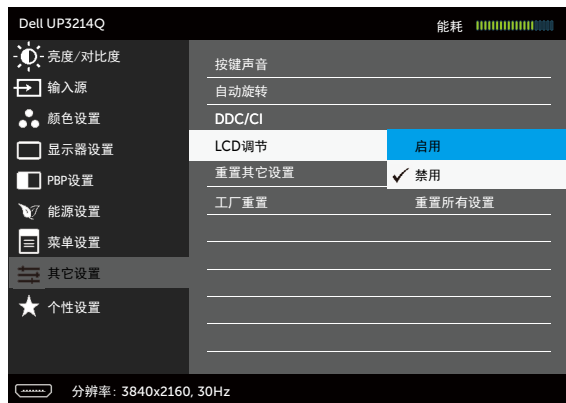 Dell UP3214Q
能耗
亮度/对比度
输入源
颜色设置
显示器设置
PBP设置
能源设置
菜单设置
其它设置
个性设置
按键声音
自动旋转
DDC/CI
LCD调节 启用
重置其它设置 禁用
工厂重置 重置所有设置
分辨率: 3840x2160, 30Hz